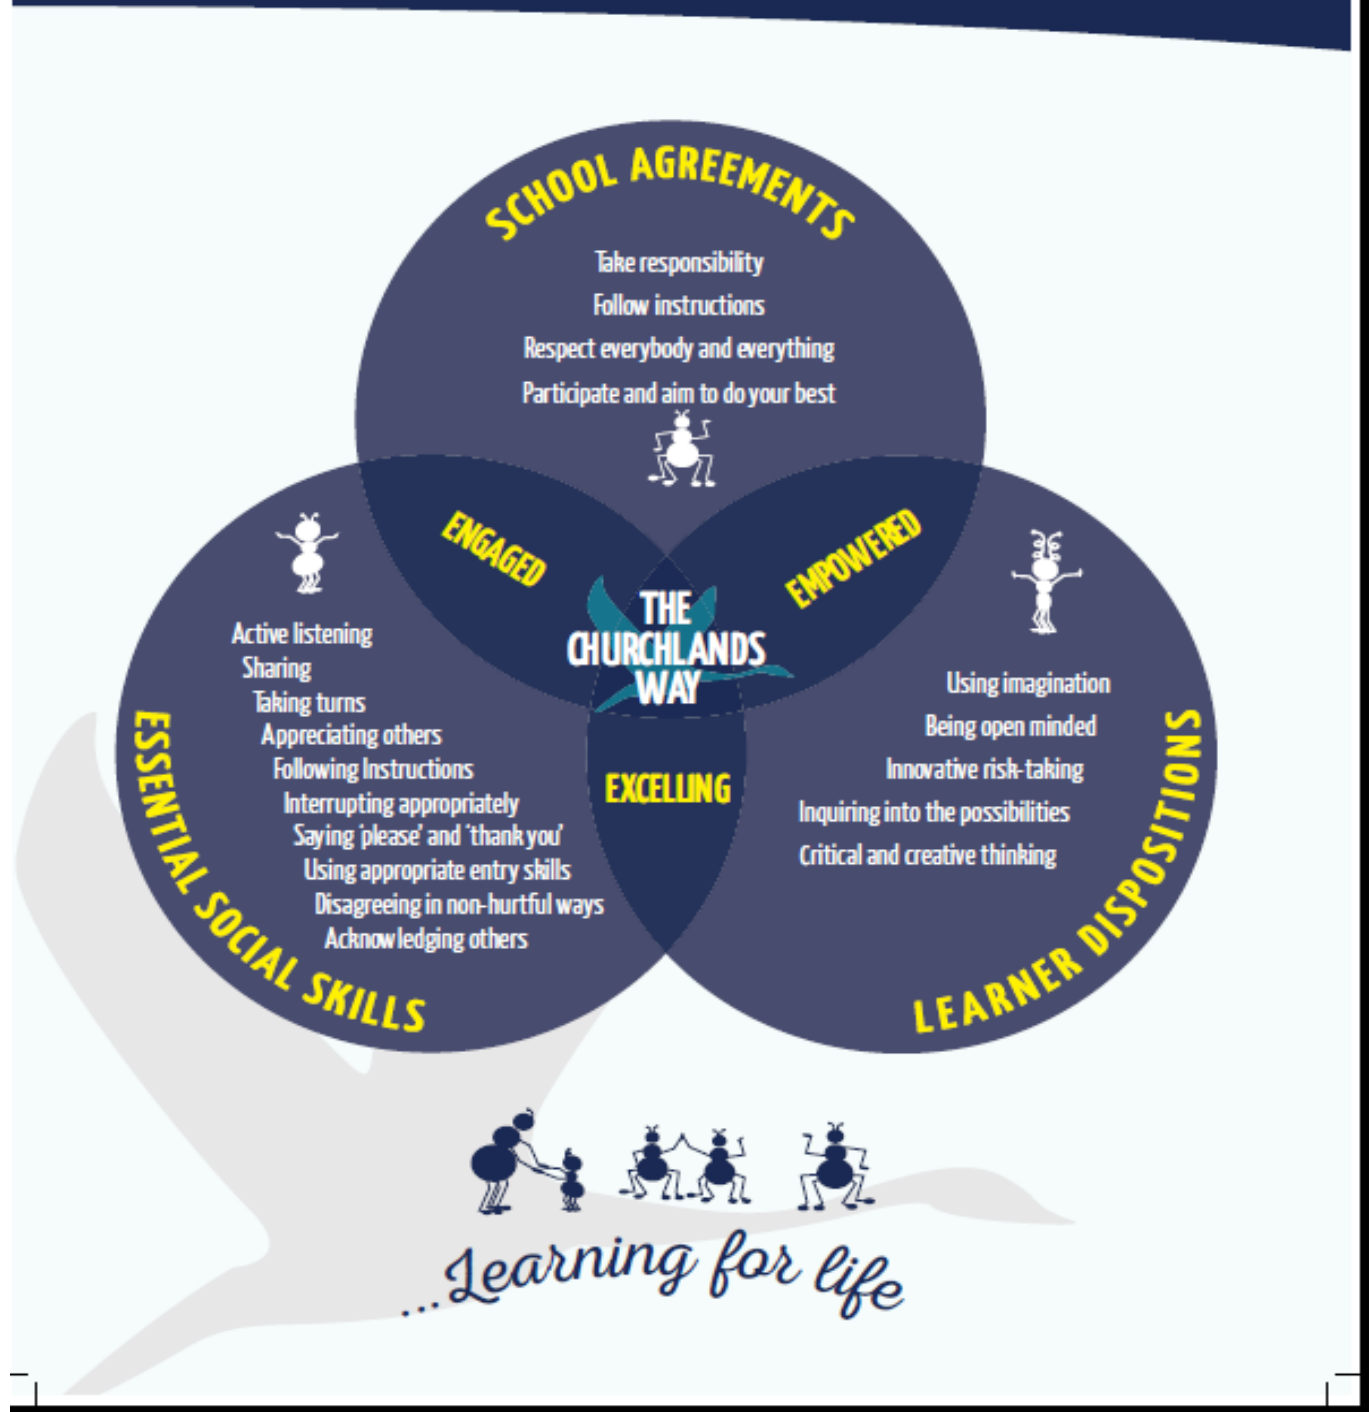 SCHOOL AGREEMENTS
Take responsibility
Follow instructions
Respect everybody and everything
Participate and aim to do your best
ENGAGED
EMPOWERED
THE
CHURCHLANDS
WAY
EXCELLING
Active listening
Sharing
Taking turns
Appreciating others
Following Instructions
Interrupting appropriately
Saying 'please' and 'thank you'
Using appropriate entry skills
Disagreeing in non-hurtful ways
Acknowledging others
ESSENTIAL SOCIAL SKILLS
Using imagination
Being open minded
Innovative risk-taking
Inquiring into the possibilities
Critical and creative thinking
LEARNER DISPOSITIONS
...Learning for life